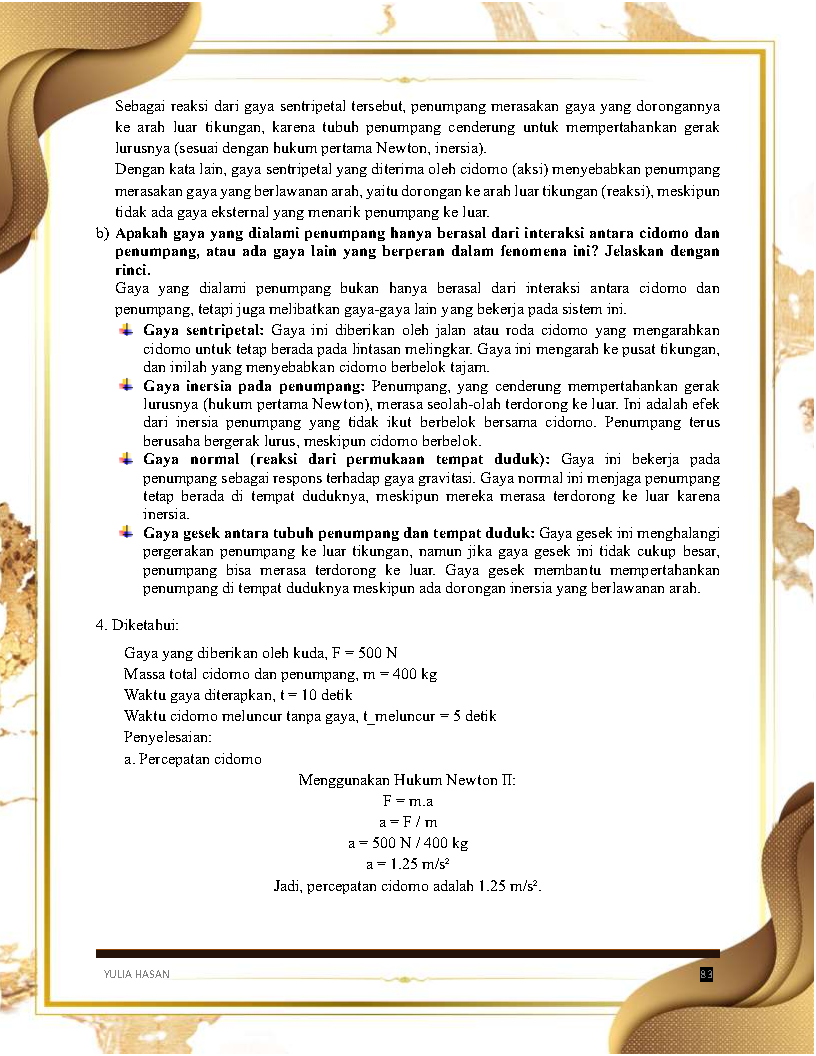 Sebagai reaksi dari gaya sentripetal tersebut, penumpang merasakan gaya yang dorongannya
ke arah luar tikungan, karena tubuh penumpang cenderung untuk mempertahankan gerak
lurusnya (sesuai dengan hukum pertama Newton, inersia).
Dengan kata lain, gaya sentripetal yang diterima oleh cidomo (aksi) menyebabkan penumpang
merasakan gaya yang berlawanan arah, yaitu dorongan ke arah luar tikungan (reaksi), meskipun
tidak ada gaya eksternal yang menarik penumpang ke luar.
b) Apakah gaya yang dialami penumpang hanya berasal dari interaksi antara cidomo dan
penumpang, atau ada gaya lain yang berperan dalam fenomena ini? Jelaskan dengan
rinci.
Gaya yang dialami penumpang bukan hanya berasal dari interaksi antara cidomo dan
penumpang, tetapi juga melibatkan gaya-gaya lain yang bekerja pada sistem ini.
Gaya sentripetal: Gaya ini diberikan oleh jalan atau roda cidomo yang mengarahkan
cidomo untuk tetap berada pada lintasan melingkar. Gaya ini mengarah ke pusat tikungan,
dan inilah yang menyebabkan cidomo berbelok tajam.
Gaya inersia pada penumpang: Penumpang, yang cenderung mempertahankan gerak
lurusnya (hukum pertama Newton), merasa seolah-olah terdorong ke luar. Ini adalah efek
dari inersia penumpang yang tidak ikut berbelok bersama cidomo. Penumpang terus
berusaha bergerak lurus, meskipun cidomo berbelok.
Gaya normal (reaksi dari permukaan tempat duduk): Gaya ini bekerja pada
penumpang sebagai respons terhadap gaya gravitasi. Gaya normal ini menjaga penumpang
tetap berada di tempat duduknya, meskipun mereka merasa terdorong ke luar karena
inersia.
Gaya gesek antara tubuh penumpang dan tempat duduk: Gaya gesek ini menghalangi
pergerakan penumpang ke luar tikungan, namun jika gaya gesek ini tidak cukup besar,
penumpang bisa merasa terdorong ke luar. Gaya gesek membantu mempertahankan
penumpang di tempat duduknya meskipun ada dorongan inersia yang berlawanan arah.
4. Diketahui:
Gaya yang diberikan oleh kuda, F = 500 N
Massa total cidomo dan penumpang, m = 400 kg
Waktu gaya diterapkan, t = 10 detik
Waktu cidomo meluncur tanpa gaya, t_meluncur = 5 detik
Penyelesaian:
a. Percepatan cidomo
Menggunakan Hukum Newton II:
F = m.a
a = F / m
a = 500 N / 400 kg
a = 1.25 m/s²
Jadi, percepatan cidomo adalah 1.25 m/s².
YULIA HASAN 83